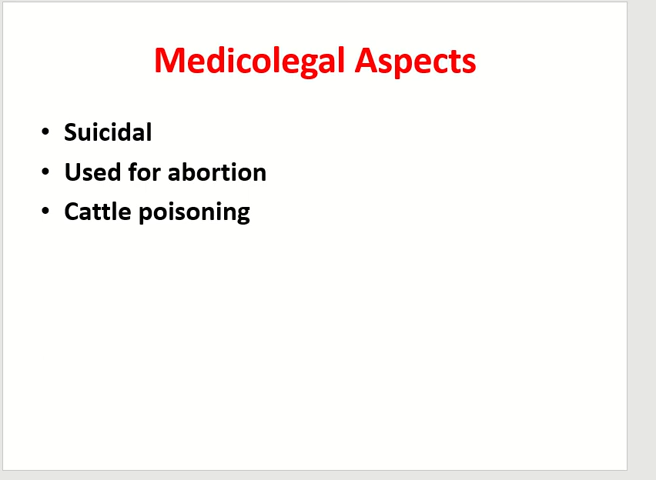 Medicolegal Aspects
• Suicidal
• Used for abortion
• Cattle poisoning